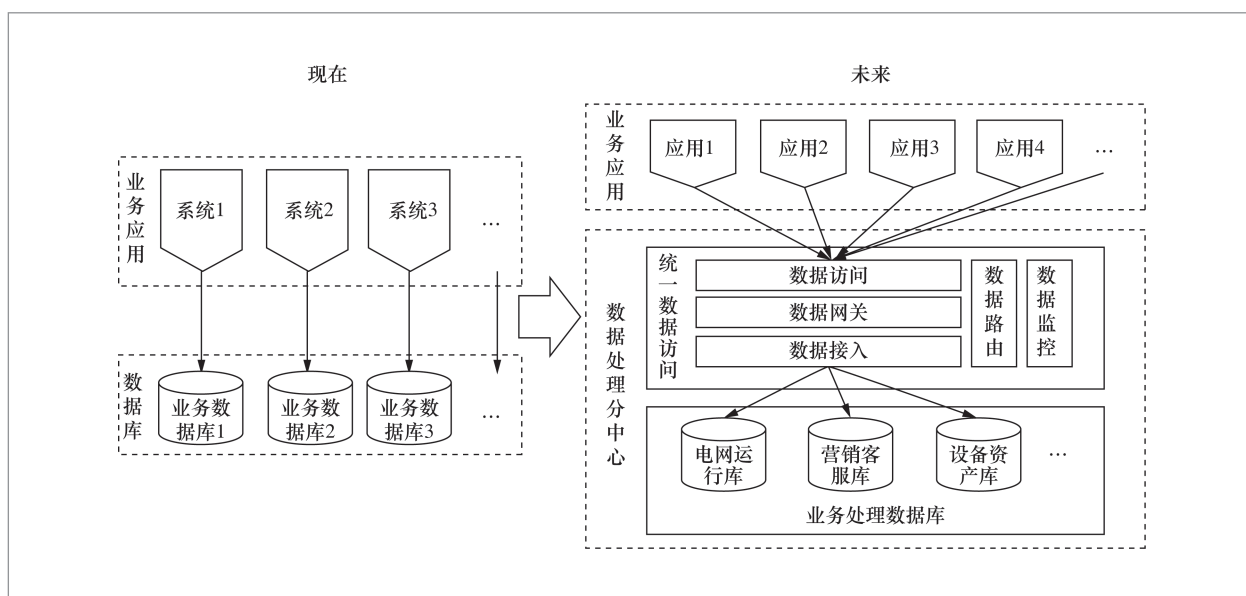 现在
业务应用
系统1
系统2
系统3
…
数据库
业务数
据库1
业务数
据库2
业务数
据库3
…
未来
业务应用
应用1
应用2
应用3
应用4
…
数据处理分中心
统一数据访问
数据访问
数据网关
数据接入
数据路由
数据监控
电网运
行库
营销客
服库
设备资
产库
…
业务处理数据库